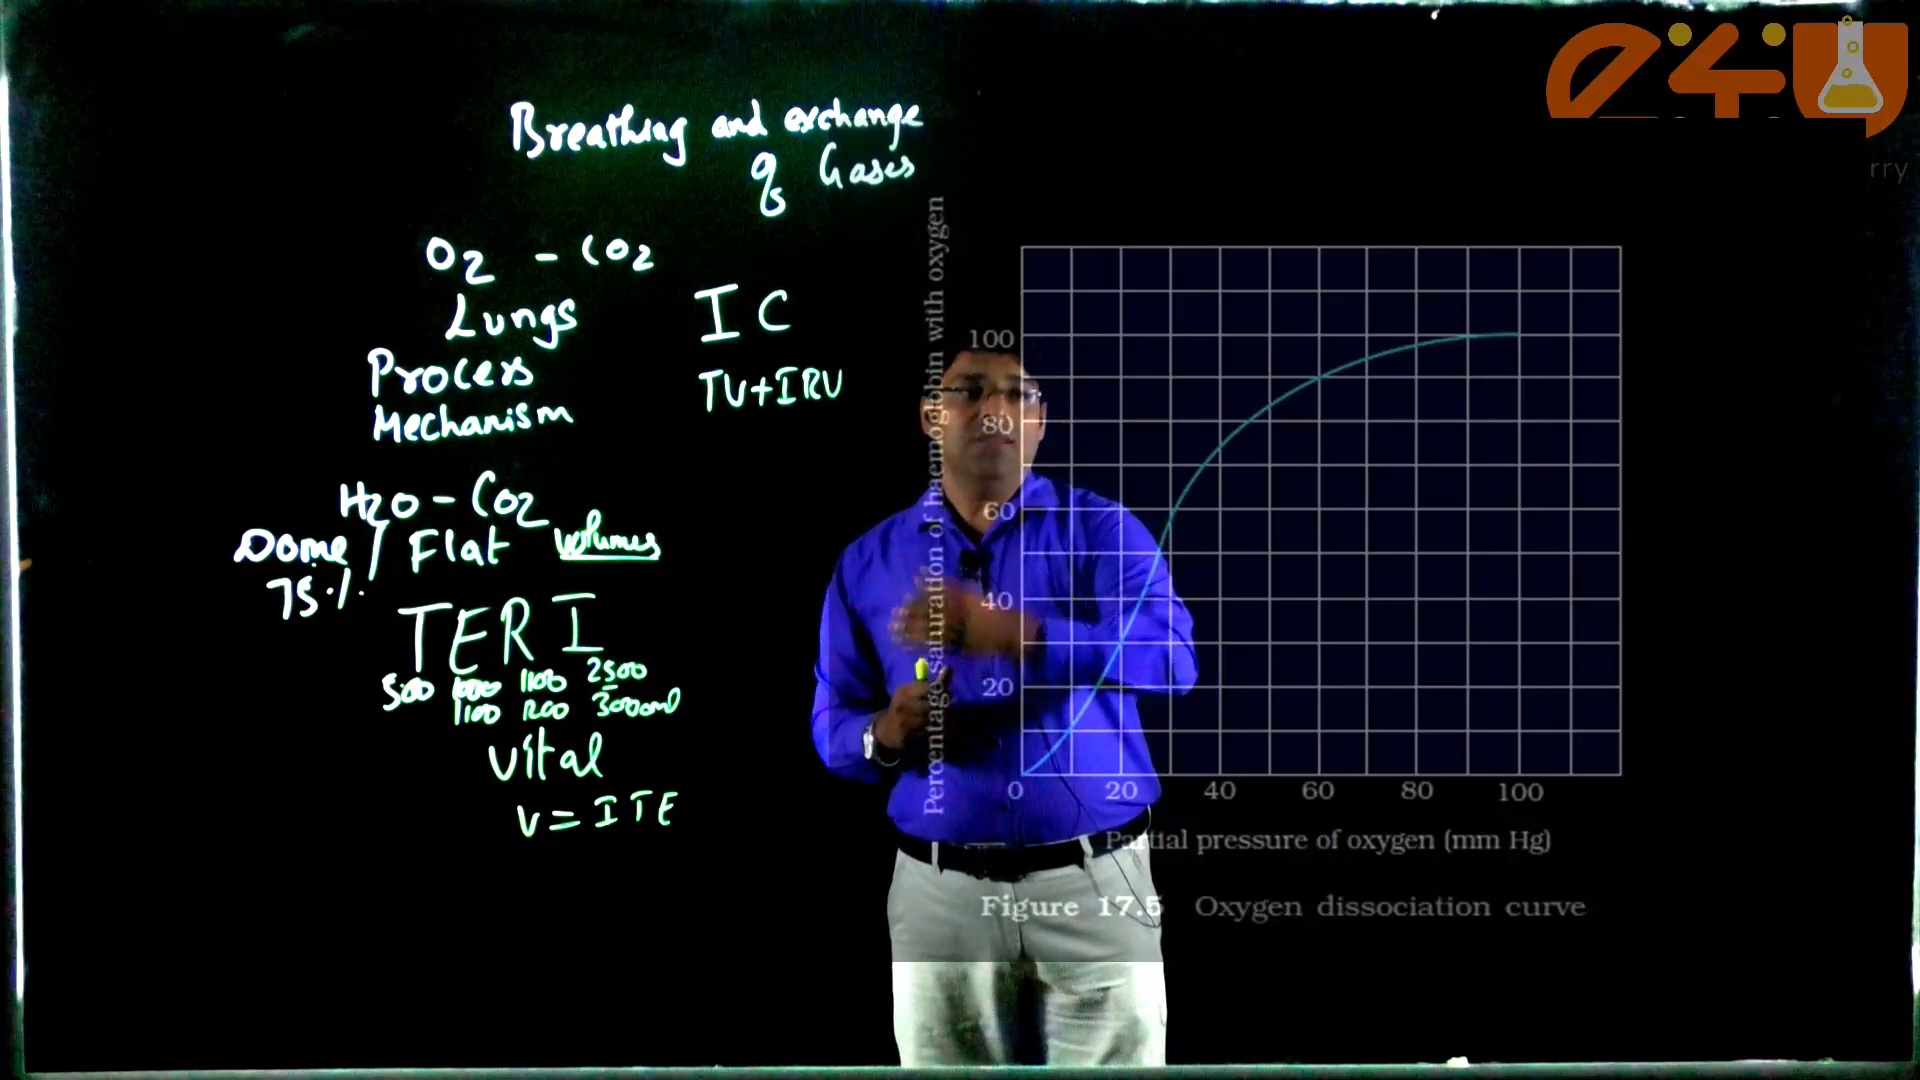 Breathing and exchange
of Gases
O2 - CO2
Lungs
Process
Mechanism
IC
TV+IRV
H2O - CO2
Dome / Flat volumes
75%.
TERI
500 1000 1100 2500
1100 1200 3000ml
Vital
V = ITE
e4u
rry
Percentage saturation of haemoglobin with oxygen
100
80
60
40
20
0 20 40 60 80 100
Partial pressure of oxygen (mm Hg)
Figure 17.5 Oxygen dissociation curve